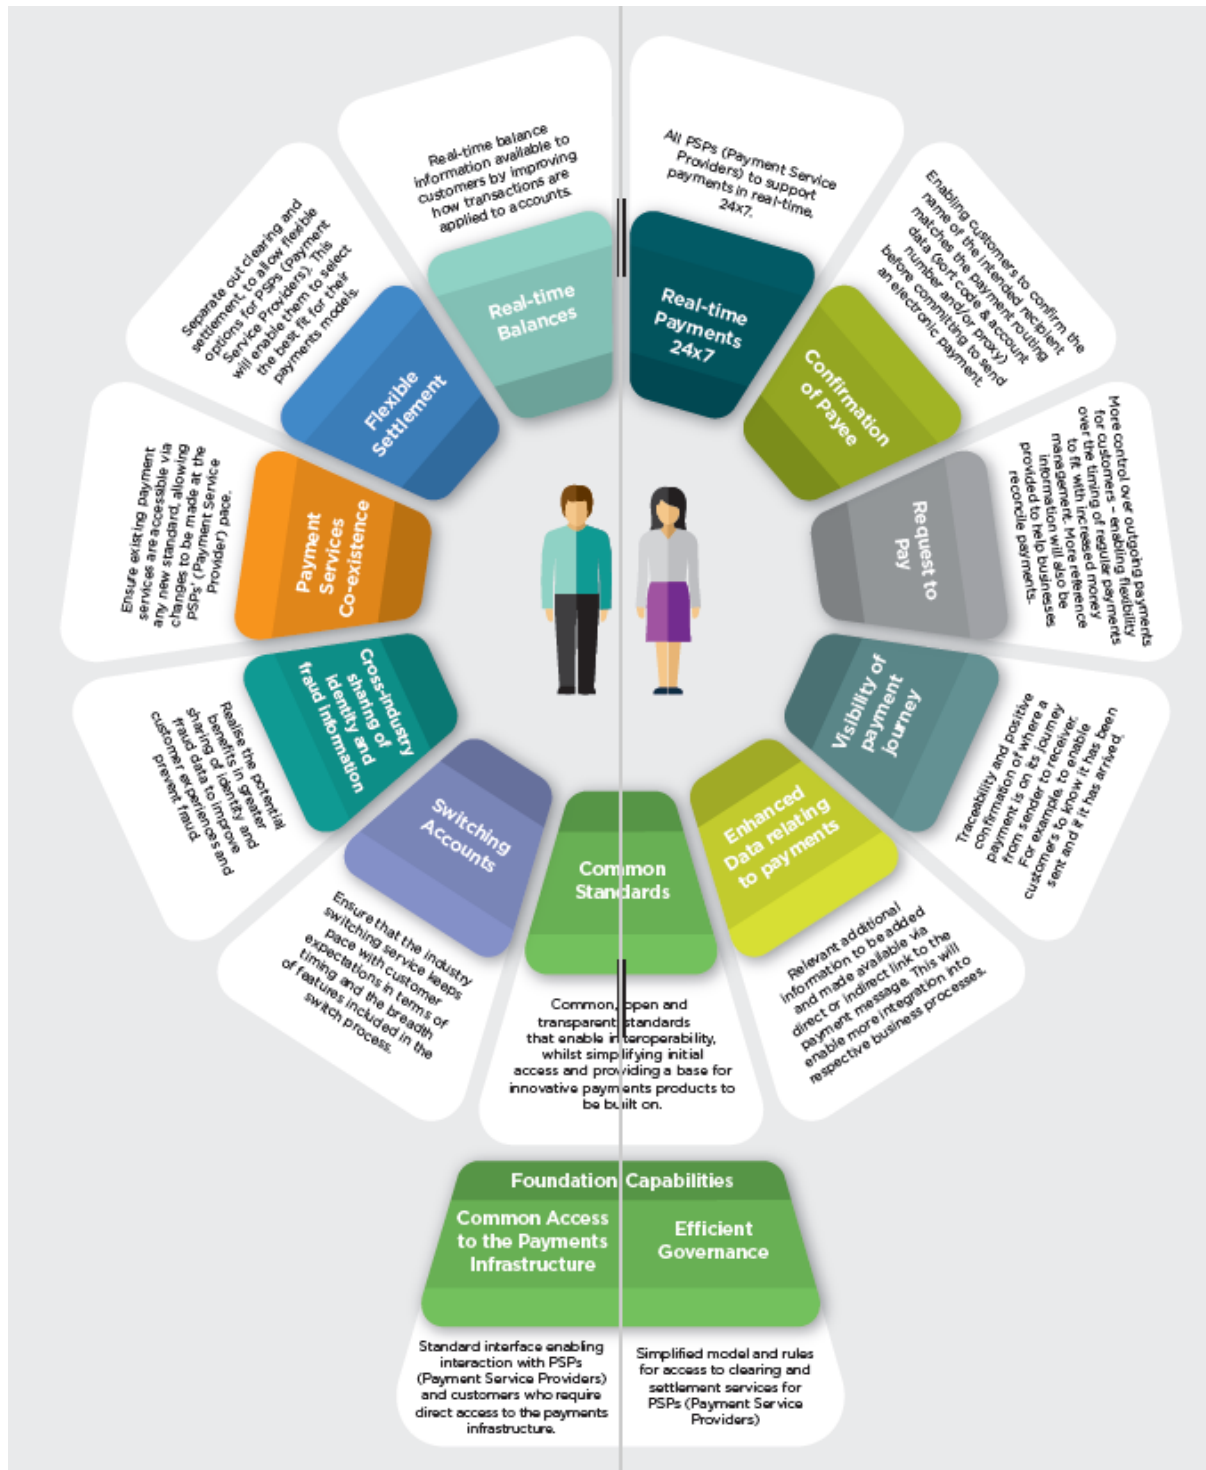 Real-time balance
information available to
customers by improving
how transactions are
applied to accounts.
Real-time
Balances
All PSPs (Payment Service
Providers) to support
payments in real-time,
24x7.
Real-time
Payments
24x7
Enabling customers to confirm the
name of the intended recipient
matches the payment routing
data (sort code & account
number and/or proxy)
before committing to send
an electronic payment.
Confirmation
of Payee
More control over outgoing payments
for customers – enabling flexibility
over the timing of regular payments
to fit with increased money
management. More reference
information will also be
provided to help businesses
reconcile payments.
Request to
Pay
Traceability and positive
confirmation of where a
payment is on its journey
from sender to receiver.
For example, to enable
customers to know it has been
sent and if it has arrived.
Visibility of
payment
journey
Enhanced
Data relating
to payments
Relevant additional
information to be added
and made available via
direct or indirect link to the
payment message. This will
enable more integration into
respective business processes.
Common
Standards
Common, open and
transparent standards
that enable interoperability,
whilst simplifying initial
access and providing a base for
innovative payments products to
be built on.
Switching
Accounts
Ensure that the industry
switching service keeps
pace with customer
expectations in terms of
timing and the breadth
of features included in the
switch process.
Cross-industry
sharing of
identity and
fraud information
Realise the potential
benefits in greater
sharing of identity and
fraud data to improve
customer experiences and
prevent fraud.
Payment
Services
Co-existence
Ensure existing payment
services are accessible via
any new standard, allowing
changes to be made at the
PSPs' (Payment Service
Provider) pace.
Flexible
Settlement
Separate out clearing and
settlement, to allow flexible
options for PSPs (Payment
Service Providers). This
will enable them to select
the best fit for their
payments models.
Foundation Capabilities
Common Access
to the Payments
Infrastructure
Efficient
Governance
Standard interface enabling
interaction with PSPs
(Payment Service Providers)
and customers who require
direct access to the payments
infrastructure.
Simplified model and rules
for access to clearing and
settlement services for
PSPs (Payment Service
Providers)